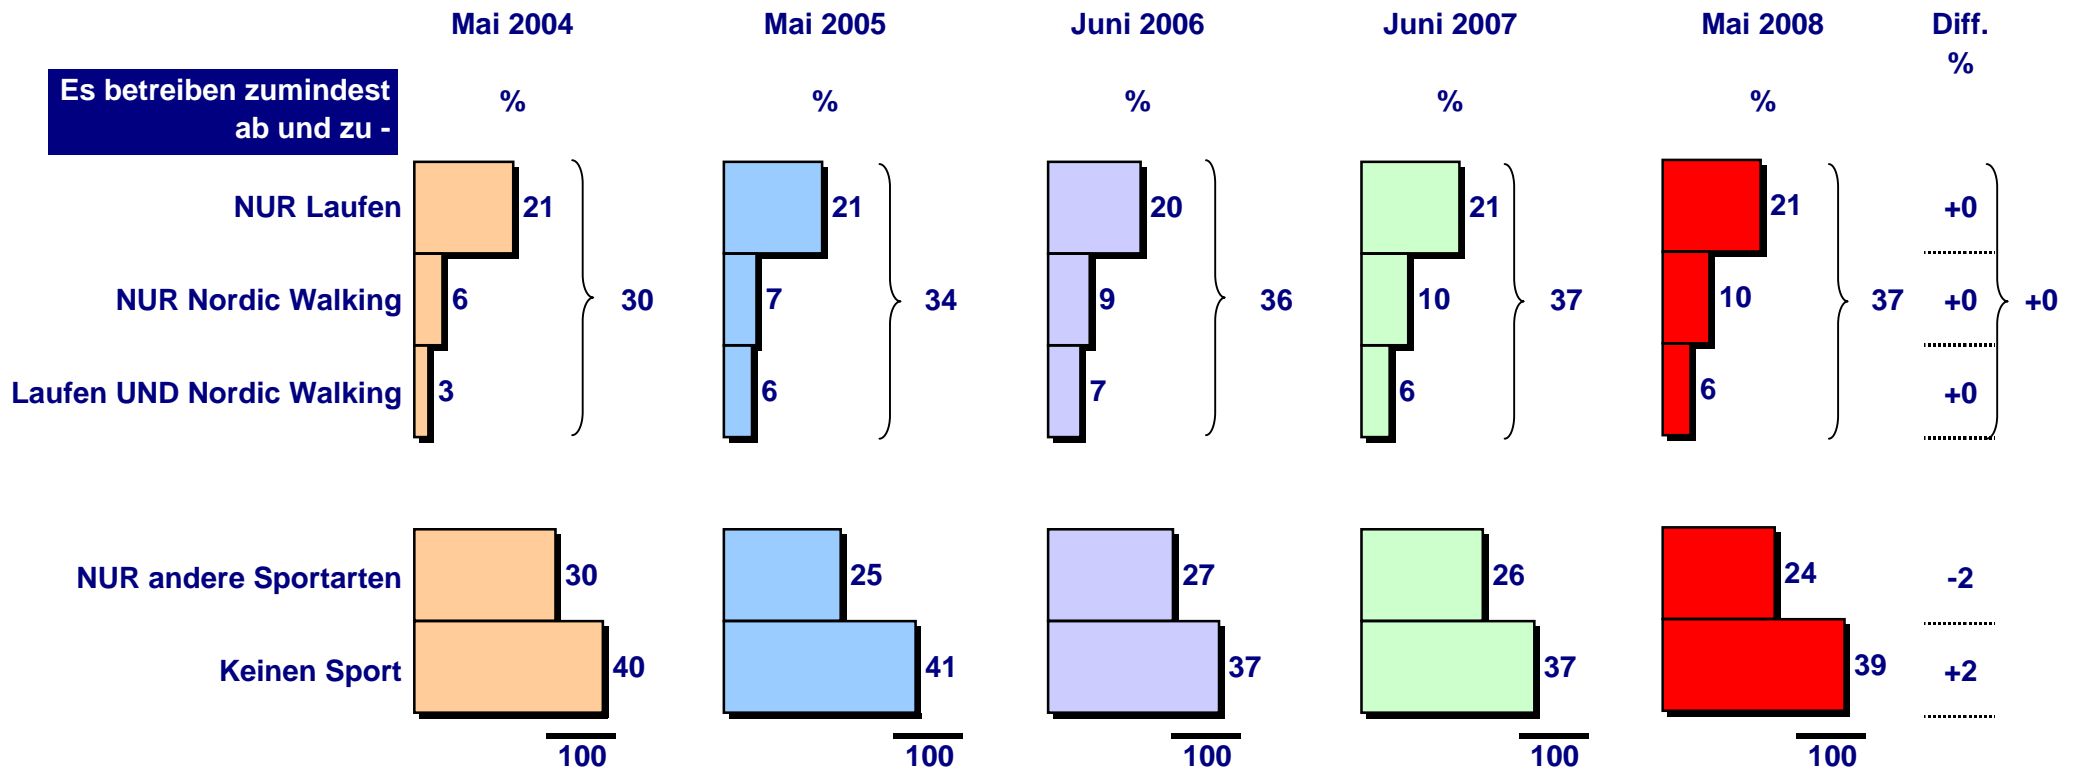 Mai 2004 Mai 2005 Juni 2006 Juni 2007 Mai 2008 Diff.
%
Es betreiben zumindest
ab und zu -
% % % % %
NUR Laufen 21 21 20 21 21 +0
NUR Nordic Walking 6 30 7 34 9 36 10 37 10 37 +0 +0
Laufen UND Nordic Walking 3 6 7 6 6 +0
NUR andere Sportarten 30 25 27 26 24 -2
Keinen Sport 40 41 37 37 39 +2
100 100 100 100 100